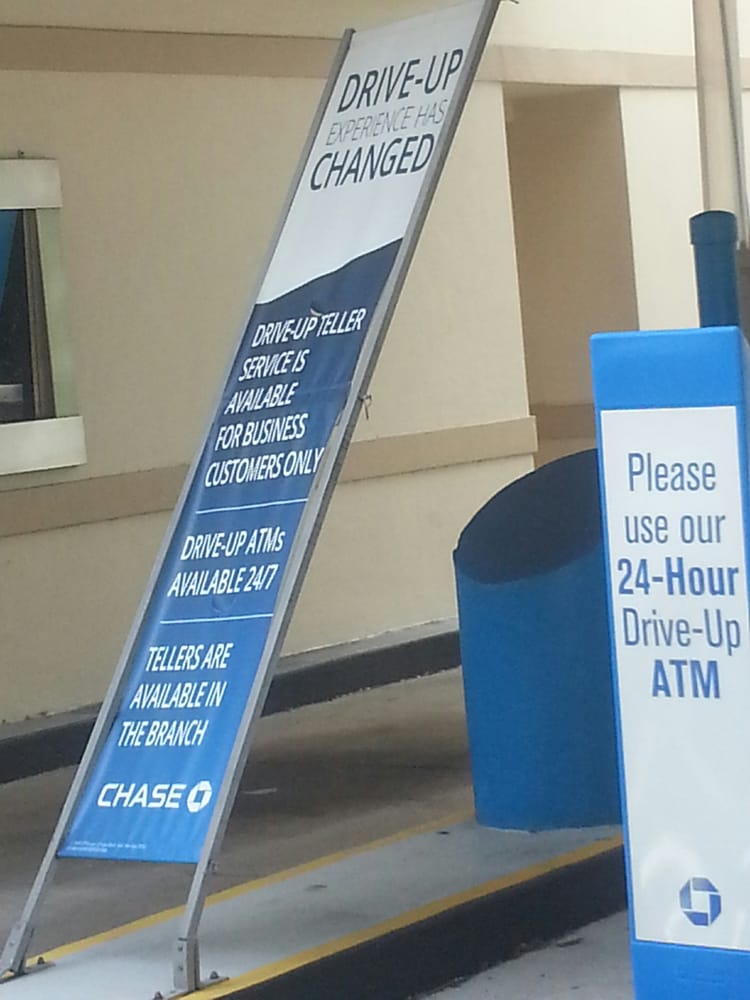 DRIVE-UP
EXPERIENCE HAS
CHANGED
DRIVE-UP TELLER
SERVICE IS
AVAILABLE
FOR BUSINESS
CUSTOMERS ONLY
DRIVE-UP ATMs
AVAILABLE 24/7
TELLERS ARE
AVAILABLE IN
THE BRANCH
CHASE
Please
use our
24-Hour
Drive-Up
ATM